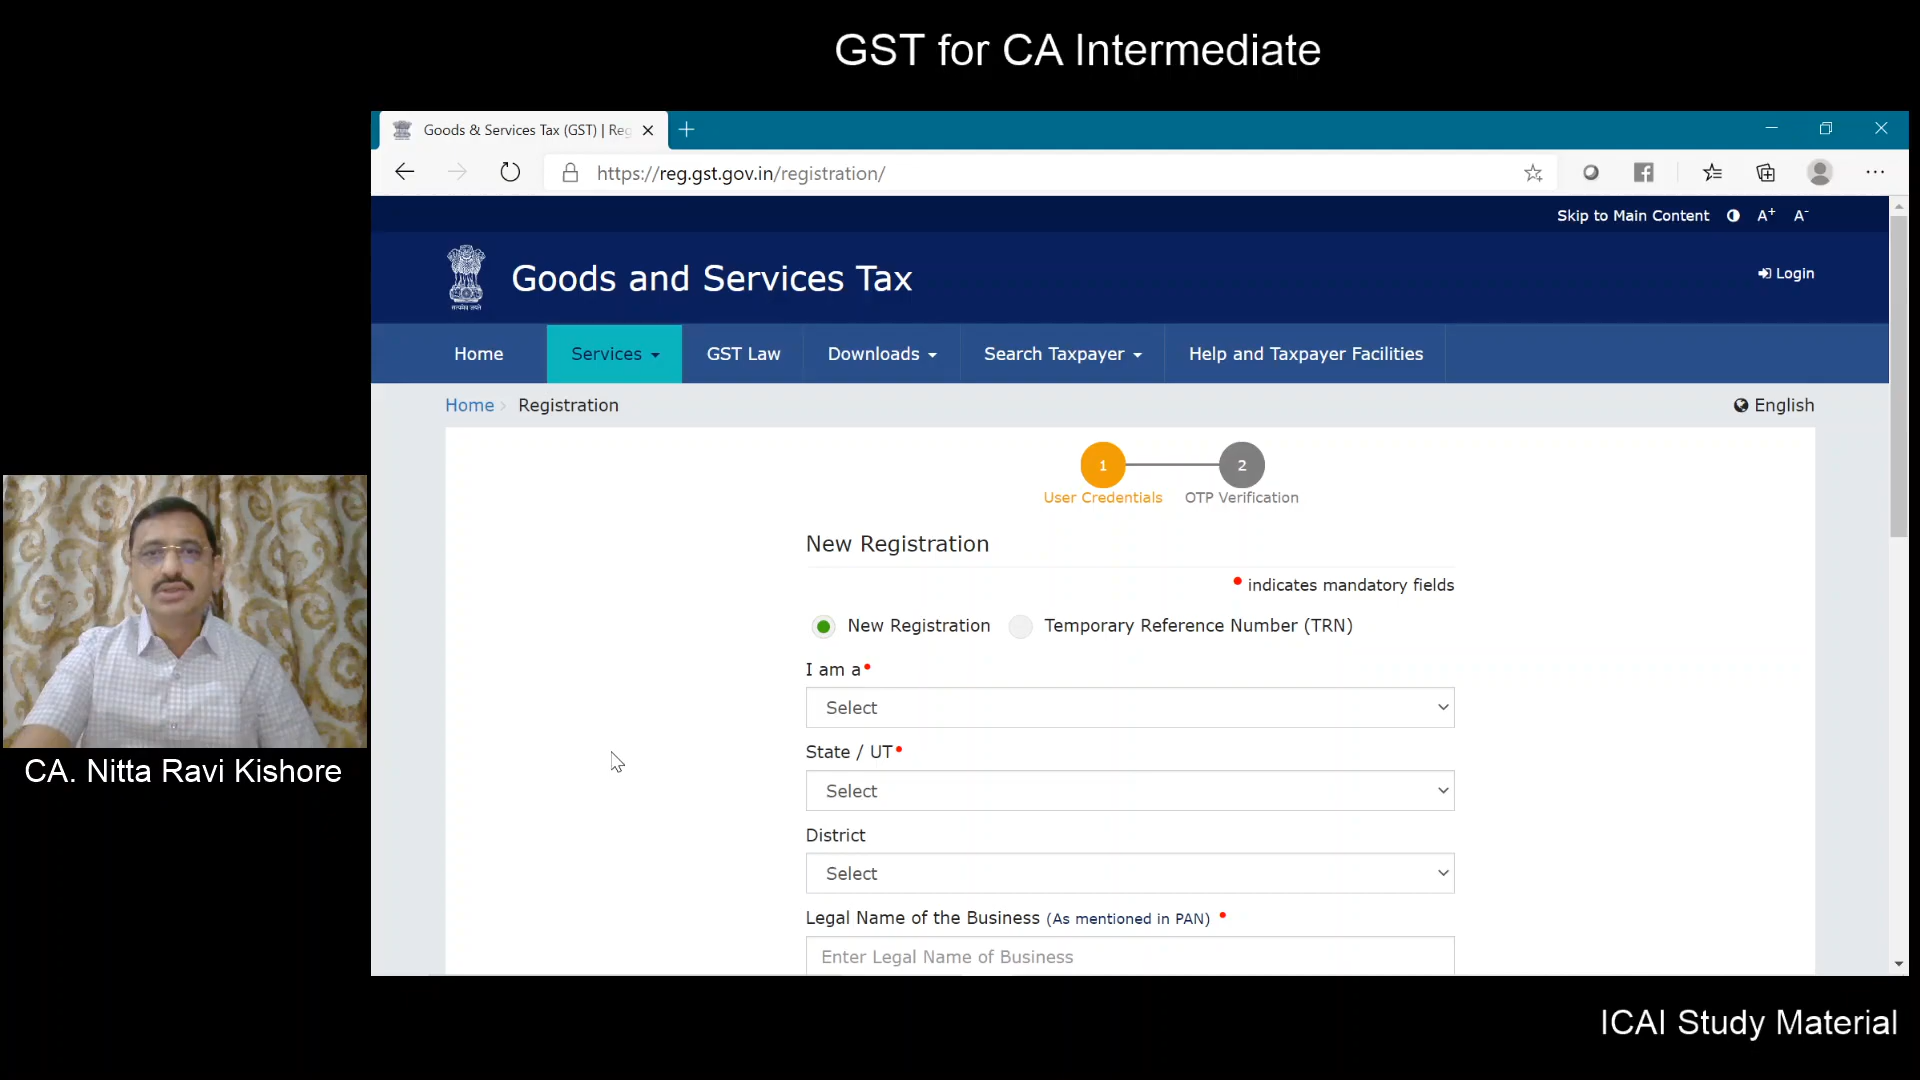 GST for CA Intermediate
Goods & Services Tax (GST) | Reg
https://reg.gst.gov.in/registration/
Skip to Main Content A+ A-
Goods and Services Tax
Login
Home Services GST Law Downloads Search Taxpayer Help and Taxpayer Facilities
Home Registration English
1 2
User Credentials OTP Verification
New Registration
indicates mandatory fields
New Registration Temporary Reference Number (TRN)
I am a
Select
State / UT
Select
District
Select
Legal Name of the Business (As mentioned in PAN)
Enter Legal Name of Business
CA. Nitta Ravi Kishore
ICAI Study Material